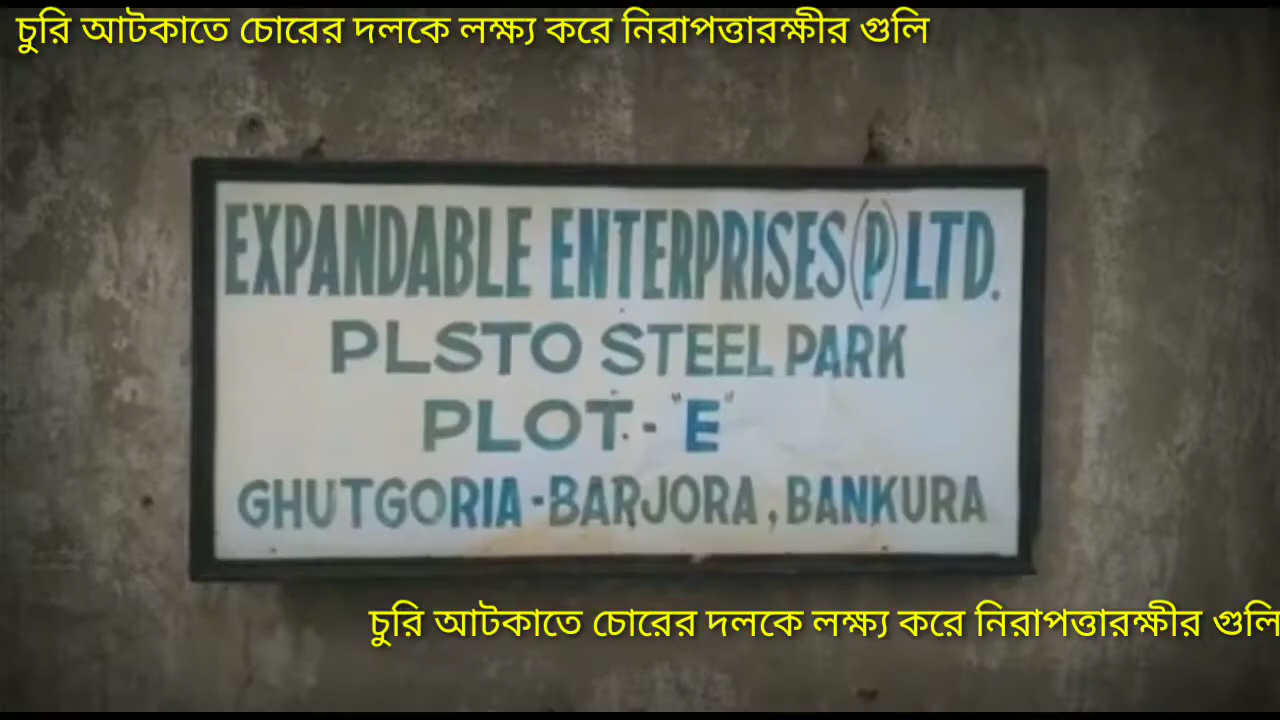 চুরি আটকাতে চোরের দলকে লক্ষ্য করে নিরাপত্তারক্ষীর গুলি
EXPANDABLE ENTERPRISES(P)LTD.
PLSTO STEEL PARK
PLOT-"E"
GHUTGORIA-BARJORA, BANKURA
চুরি আটকাতে চোরের দলকে লক্ষ্য করে নিরাপত্তারক্ষীর গুলি